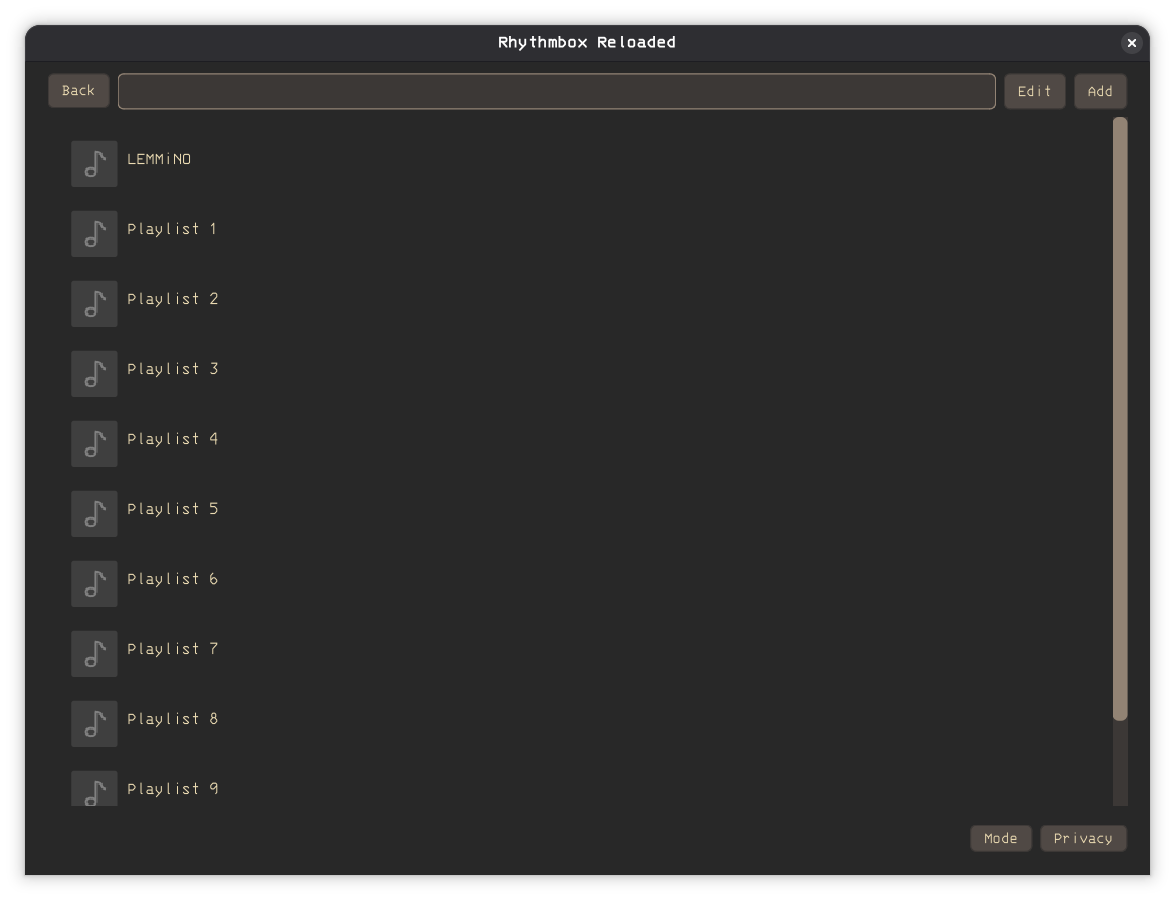 Rhythmbox Reloaded
Back
Edit
Add
LEMMiNO
Playlist 1
Playlist 2
Playlist 3
Playlist 4
Playlist 5
Playlist 6
Playlist 7
Playlist 8
Playlist 9
Mode
Privacy